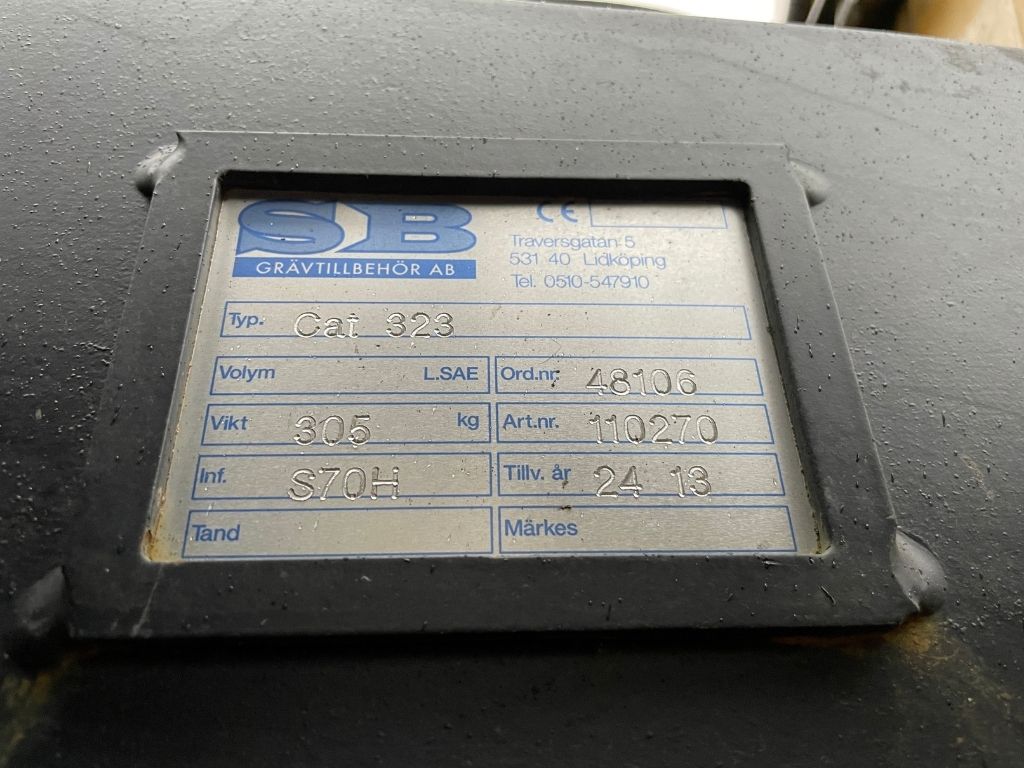 SB
GRÄVTILLBEHÖR AB
CE
Traversgatan 5
531 40 Lidköping
Tel. 0510-547910
Typ. Cat 323
Volym L.SAE
Ord.nr. 48106
Vikt 305 kg
Art.nr. 110270
Inf. S70H
Tillv. år 24 13
Tand
Märkes